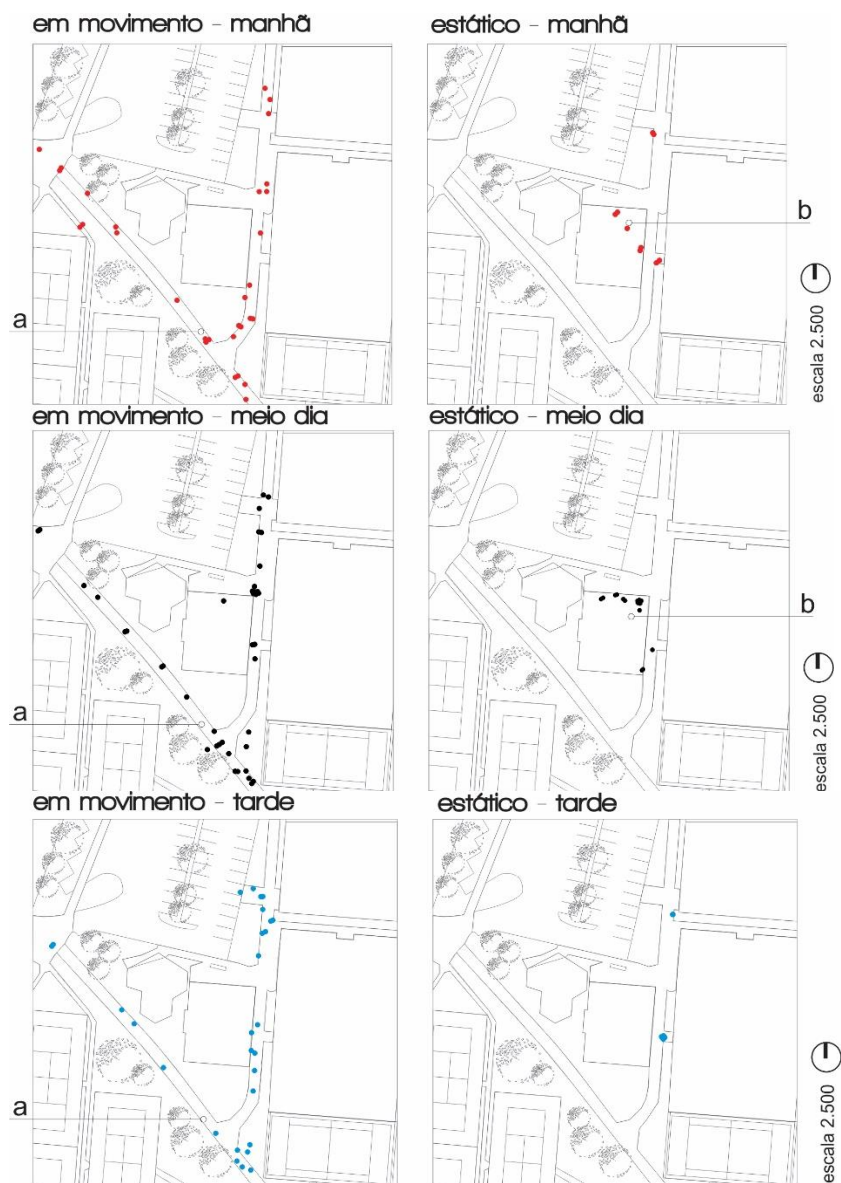 em movimento - manhã
estático - manhã
b
a
escala 2.500
em movimento - meio dia
estático - meio dia
b
a
escala 2.500
em movimento - tarde
estático - tarde
a
escala 2.500